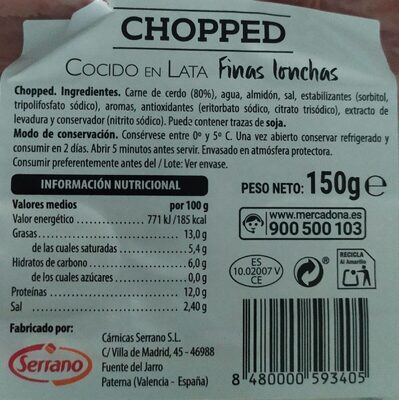 CHOPPED
COCIDO EN LATA Finas lonchas
Chopped. Ingredientes. Carne de cerdo (80%), agua, almidón, sal, estabilizantes (sorbitol,
tripolifosfato sódico), aromas, antioxidantes (eritorbato sódico, citrato trisódico), extracto de
levadura y conservador (nitrito sódico). Puede contener trazas de soja.
Modo de conservación. Consérvese entre 0º y 5º C. Una vez abierto conservar refrigerado y
consumir en 2 días. Abrir 5 minutos antes servir. Envasado en atmósfera protectora.
Consumir preferentemente antes del / Lote: Ver envase.
INFORMACIÓN NUTRICIONAL
Valores medios por 100 g
Valor energético 771 kJ /185 kcal
Grasas 13,0 g
de las cuales saturadas 5,4 g
Hidratos de carbono 6,0 g
de los cuales azúcares 0,0 g
Proteínas 12,0 g
Sal 2,40 g
PESO NETO: 150g e
www.mercadona.es
900 500 103
ES
10.02007 V
CE
RECICLA
Al Amarillo
Fabricado por:
Serrano
Cárnicas Serrano S.L.
C/ Villa de Madrid, 45 - 46988
Fuente del Jarro
Paterna (Valencia - España)
8 480000 593405